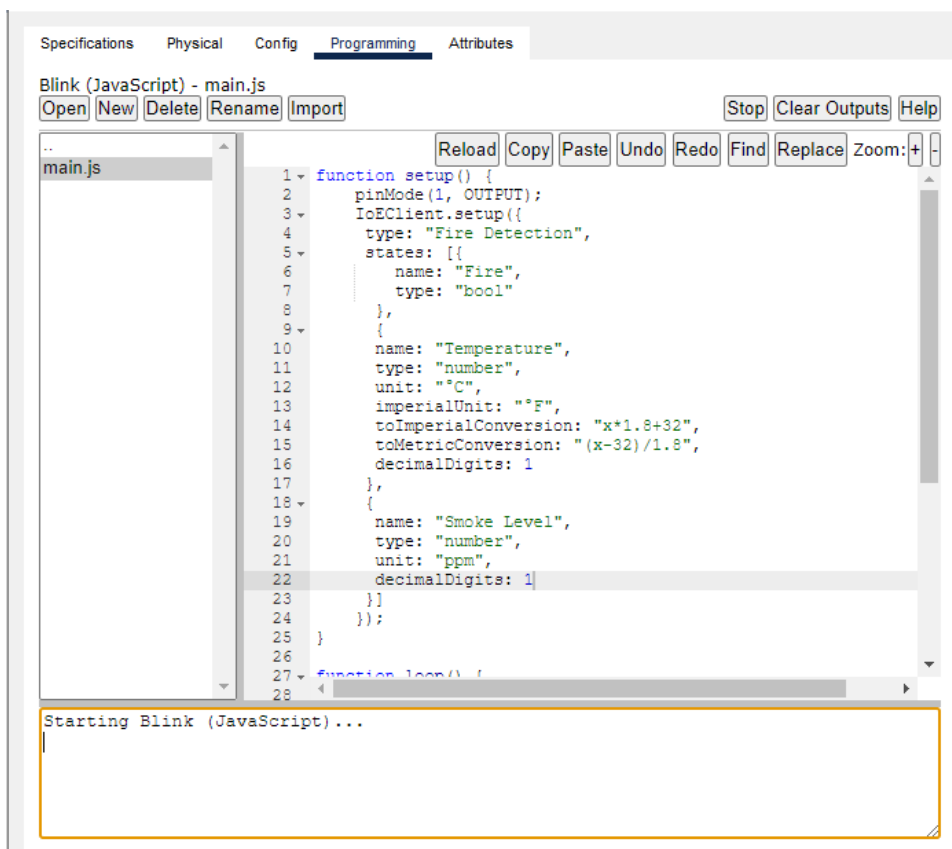 Specifications Physical Config Programming Attributes
Blink (JavaScript) - main.js
Open New Delete Rename Import Stop Clear Outputs Help
..
main.js
Reload Copy Paste Undo Redo Find Replace Zoom: + -
1 function setup() {
2     pinMode(1, OUTPUT);
3     IoEClient.setup({
4      type: "Fire Detection",
5      states: [{
6         name: "Fire",
7         type: "bool"
8       },
9       {
10       name: "Temperature",
11       type: "number",
12       unit: "°C",
13       imperialUnit: "°F",
14       toImperialConversion: "x*1.8+32",
15       toMetricConversion: "(x-32)/1.8",
16       decimalDigits: 1
17      },
18      {
19       name: "Smoke Level",
20       type: "number",
21       unit: "ppm",
22       decimalDigits: 1
23      }]
24     });
25 }
26
27 function loop() {
28
Starting Blink (JavaScript)...